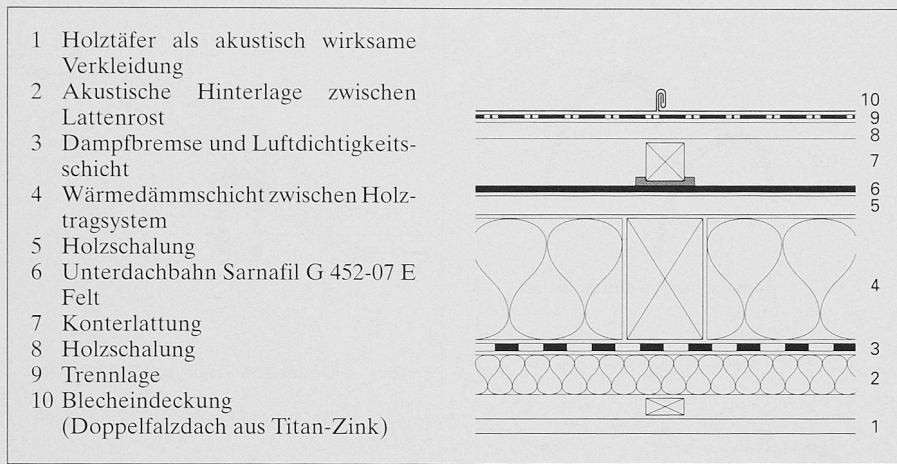 1 Holztäfer als akustisch wirksame
Verkleidung
2 Akustische Hinterlage zwischen
Lattenrost
3 Dampfbremse und Luftdichtigkeits-
schicht
4 Wärmedämmschicht zwischen Holz-
tragsystem
5 Holzschalung
6 Unterdachbahn Sarnafil G 452-07 E
Felt
7 Konterlattung
8 Holzschalung
9 Trennlage
10 Blecheindeckung
(Doppelfalzdach aus Titan-Zink)
10
9
8
7
6
5
4
3
2
1